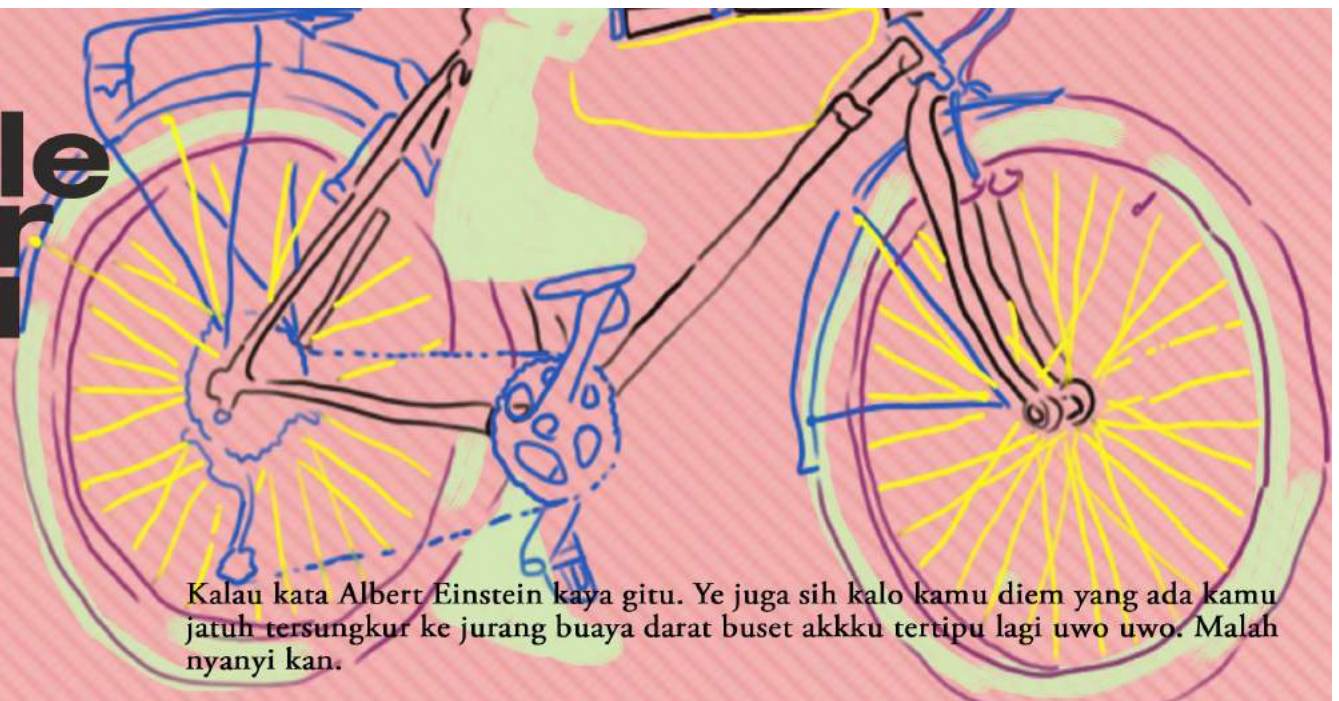 le
r
Kalau kata Albert Einstein kaya gitu. Ye juga sih kalo kamu diem yang ada kamu
jatuh tersungkur ke jurang buaya darat buset akkku tertipu lagi uwo uwo. Malah
nyanyi kan.